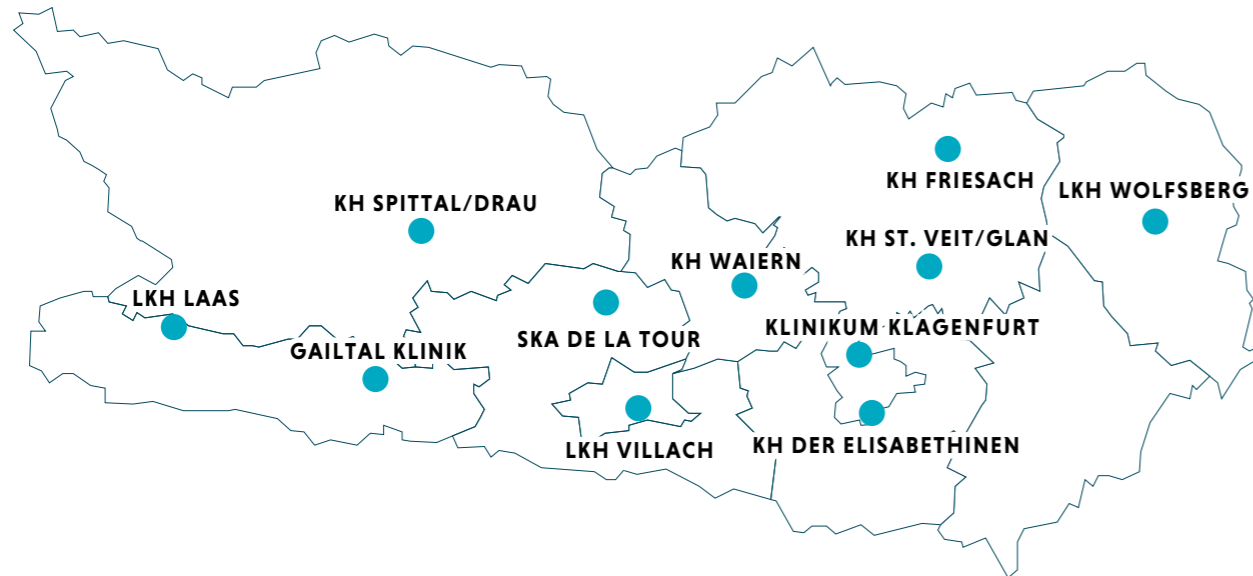 KH FRIESACH
LKH WOLFSBERG
KH SPITTAL/DRAU
KH ST. VEIT/GLAN
KH WAIERN
LKH LAAS
KLINIKUM KLAGENFURT
SKA DE LA TOUR
GAILTAL KLINIK
KH DER ELISABETHINEN
LKH VILLACH